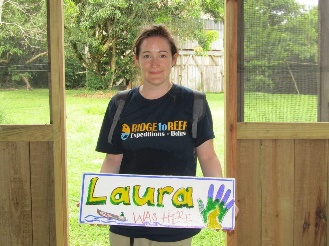 RIDGE to REEF
Expeditions - Belize
Laura
WAS HERE